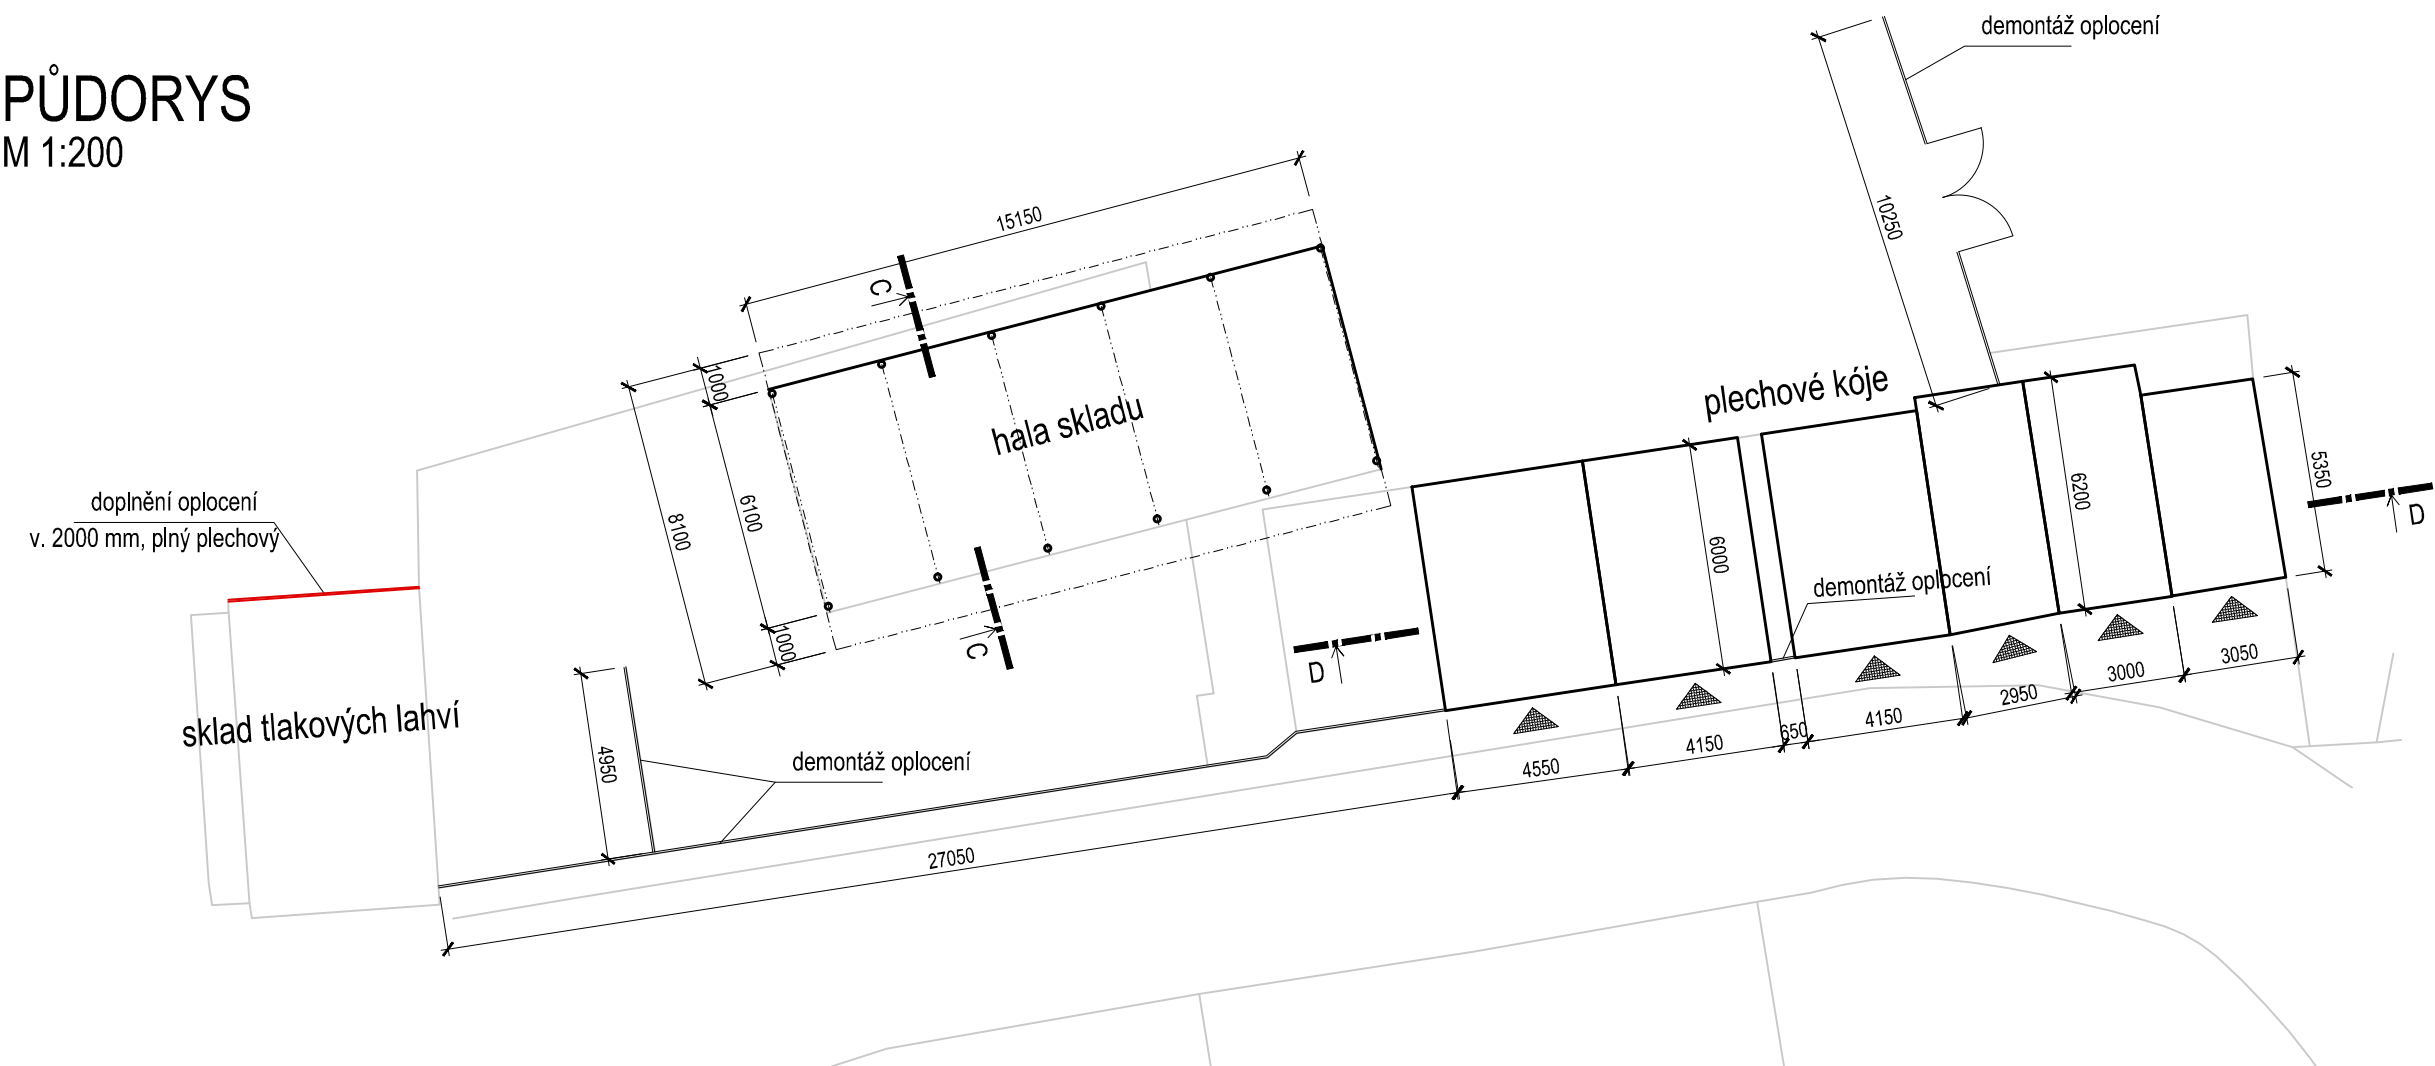 PŮDORYS
M 1:200
demontáž oplocení
15150
10250
C
1000
plechové kóje
hala skladu
5350
doplnění oplocení
v. 2000 mm, plný plechový
6100
8100
6200
D
6000
demontáž oplocení
1000
C
D
3050
3000
2950
sklad tlakových lahví
4150
650
4150
4950
demontáž oplocení
4550
27050